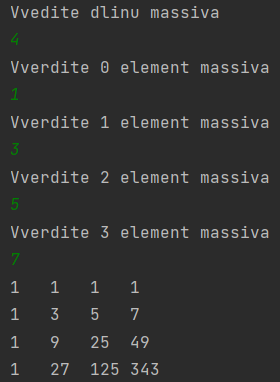 Vvedite dlinu massiva
4
Vverdite 0 element massiva
1
Vverdite 1 element massiva
3
Vverdite 2 element massiva
5
Vverdite 3 element massiva
7
1 1 1 1
1 3 5 7
1 9 25 49
1 27 125 343